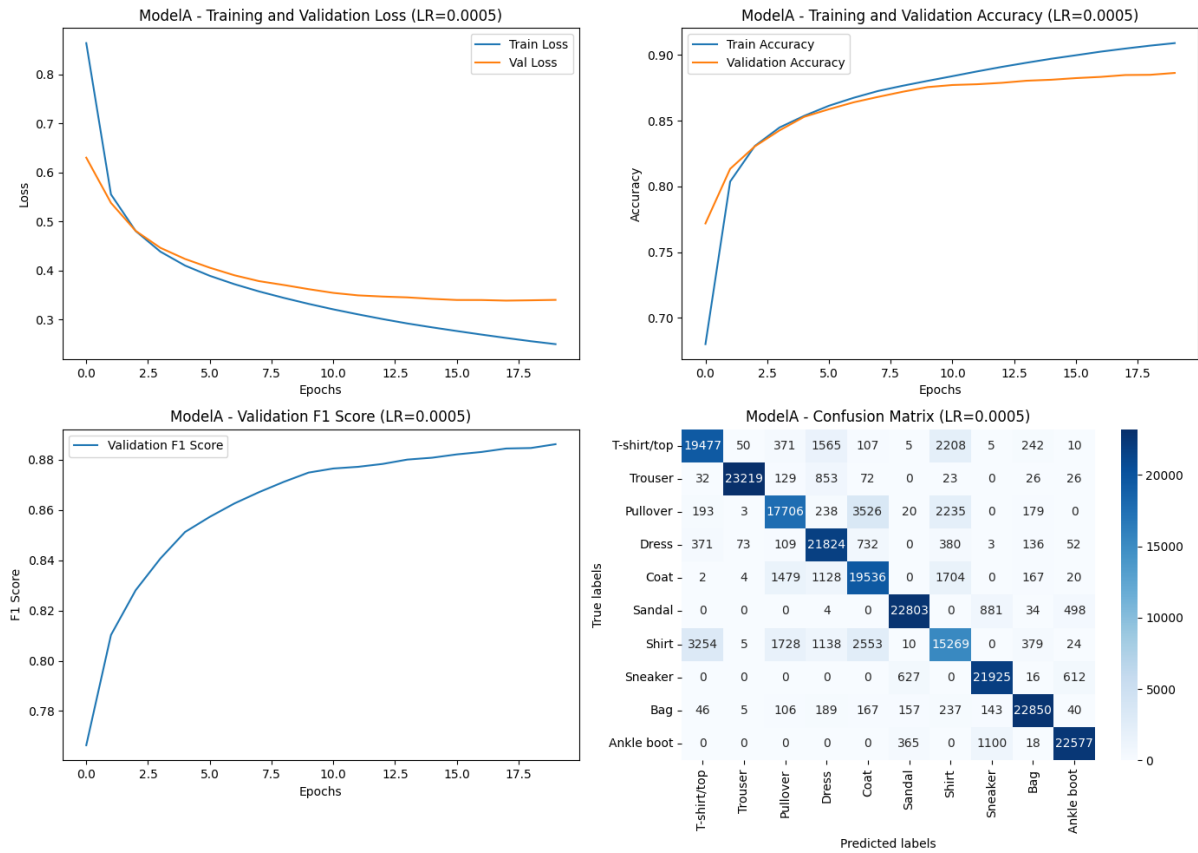 ModelA - Training and Validation Loss (LR=0.0005)
Train Loss
Val Loss
0.8
0.7
0.6
0.5
0.4
0.3
Loss
0.0 2.5 5.0 7.5 10.0 12.5 15.0 17.5
Epochs
ModelA - Training and Validation Accuracy (LR=0.0005)
Train Accuracy
Validation Accuracy
0.90
0.85
0.80
0.75
0.70
Accuracy
0.0 2.5 5.0 7.5 10.0 12.5 15.0 17.5
Epochs
ModelA - Validation F1 Score (LR=0.0005)
Validation F1 Score
0.88
0.86
0.84
0.82
0.80
0.78
F1 Score
0.0 2.5 5.0 7.5 10.0 12.5 15.0 17.5
Epochs
ModelA - Confusion Matrix (LR=0.0005)
True labels
T-shirt/top 19477 50 371 1565 107 5 2208 5 242 10
Trouser 32 23219 129 853 72 0 23 0 26 26
Pullover 193 3 17706 238 3526 20 2235 0 179 0
Dress 371 73 109 21824 732 0 380 3 136 52
Coat 2 4 1479 1128 19536 0 1704 0 167 20
Sandal 0 0 0 4 0 22803 0 881 34 498
Shirt 3254 5 1728 1138 2553 10 15269 0 379 24
Sneaker 0 0 0 0 0 627 0 21925 16 612
Bag 46 5 106 189 167 157 237 143 22850 40
Ankle boot 0 0 0 0 0 365 0 1100 18 22577
T-shirt/top Trouser Pullover Dress Coat Sandal Shirt Sneaker Bag Ankle boot
Predicted labels
20000
15000
10000
5000
0